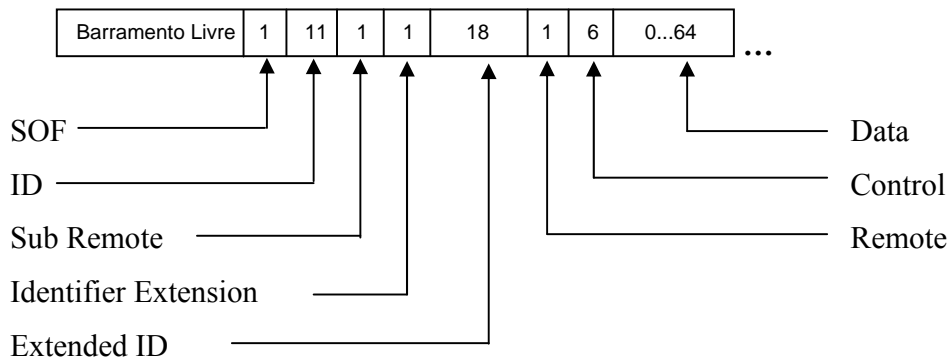 Barramento Livre 1 11 1 1 18 1 6 0...64 ...
SOF Data
ID Control
Sub Remote Remote
Identifier Extension
Extended ID